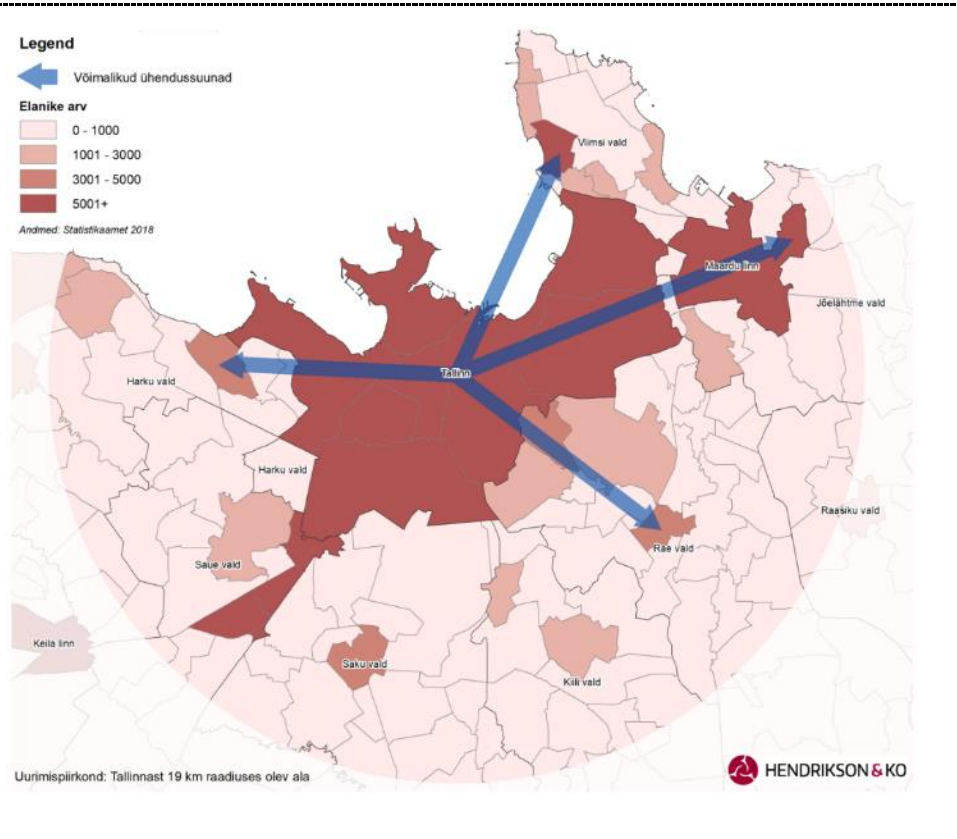 Legend
Võimalikud ühendussuunad
Elanike arv
0 - 1000
1001 - 3000
3001 - 5000
5001+
Andmed: Statistikaamet 2018
Viimsi vald
Maardu linn
Jõelähtme vald
Tallinn
Harku vald
Harku vald
Raasiku vald
Rae vald
Saue vald
Keila linn
Saku vald
Kiili vald
Uurimispiirkond: Tallinnast 19 km raadiuses olev ala
HENDRIKSON & KO